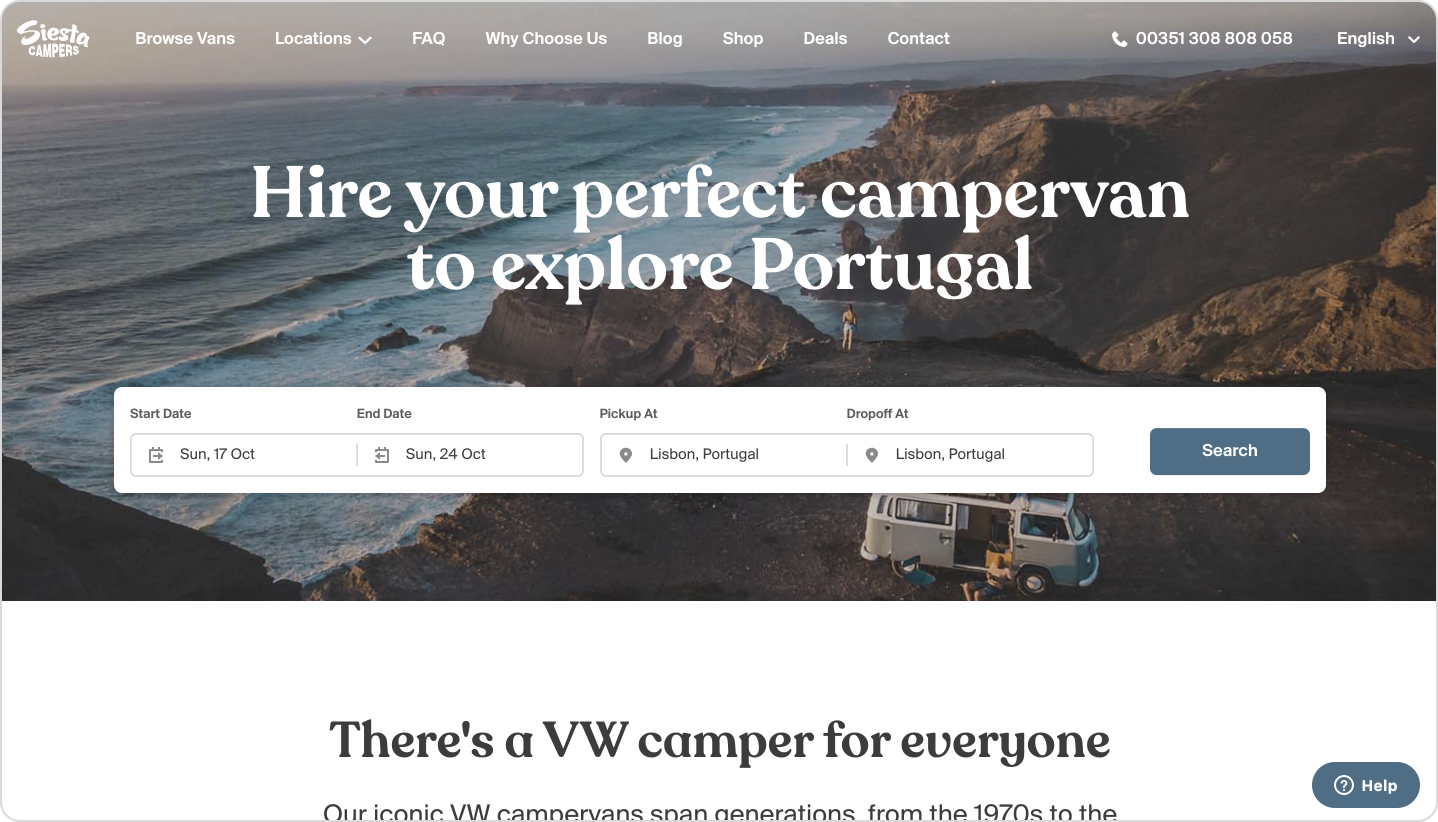 Siesta
CAMPERS
Browse Vans Locations FAQ Why Choose Us Blog Shop Deals Contact 00351 308 808 058 English
Hire your perfect campervan
to explore Portugal
Start Date End Date Pickup At Dropoff At
Sun, 17 Oct Sun, 24 Oct Lisbon, Portugal Lisbon, Portugal Search
There's a VW camper for everyone
Our iconic VW campervans span generations, from the 1970s to the
Help